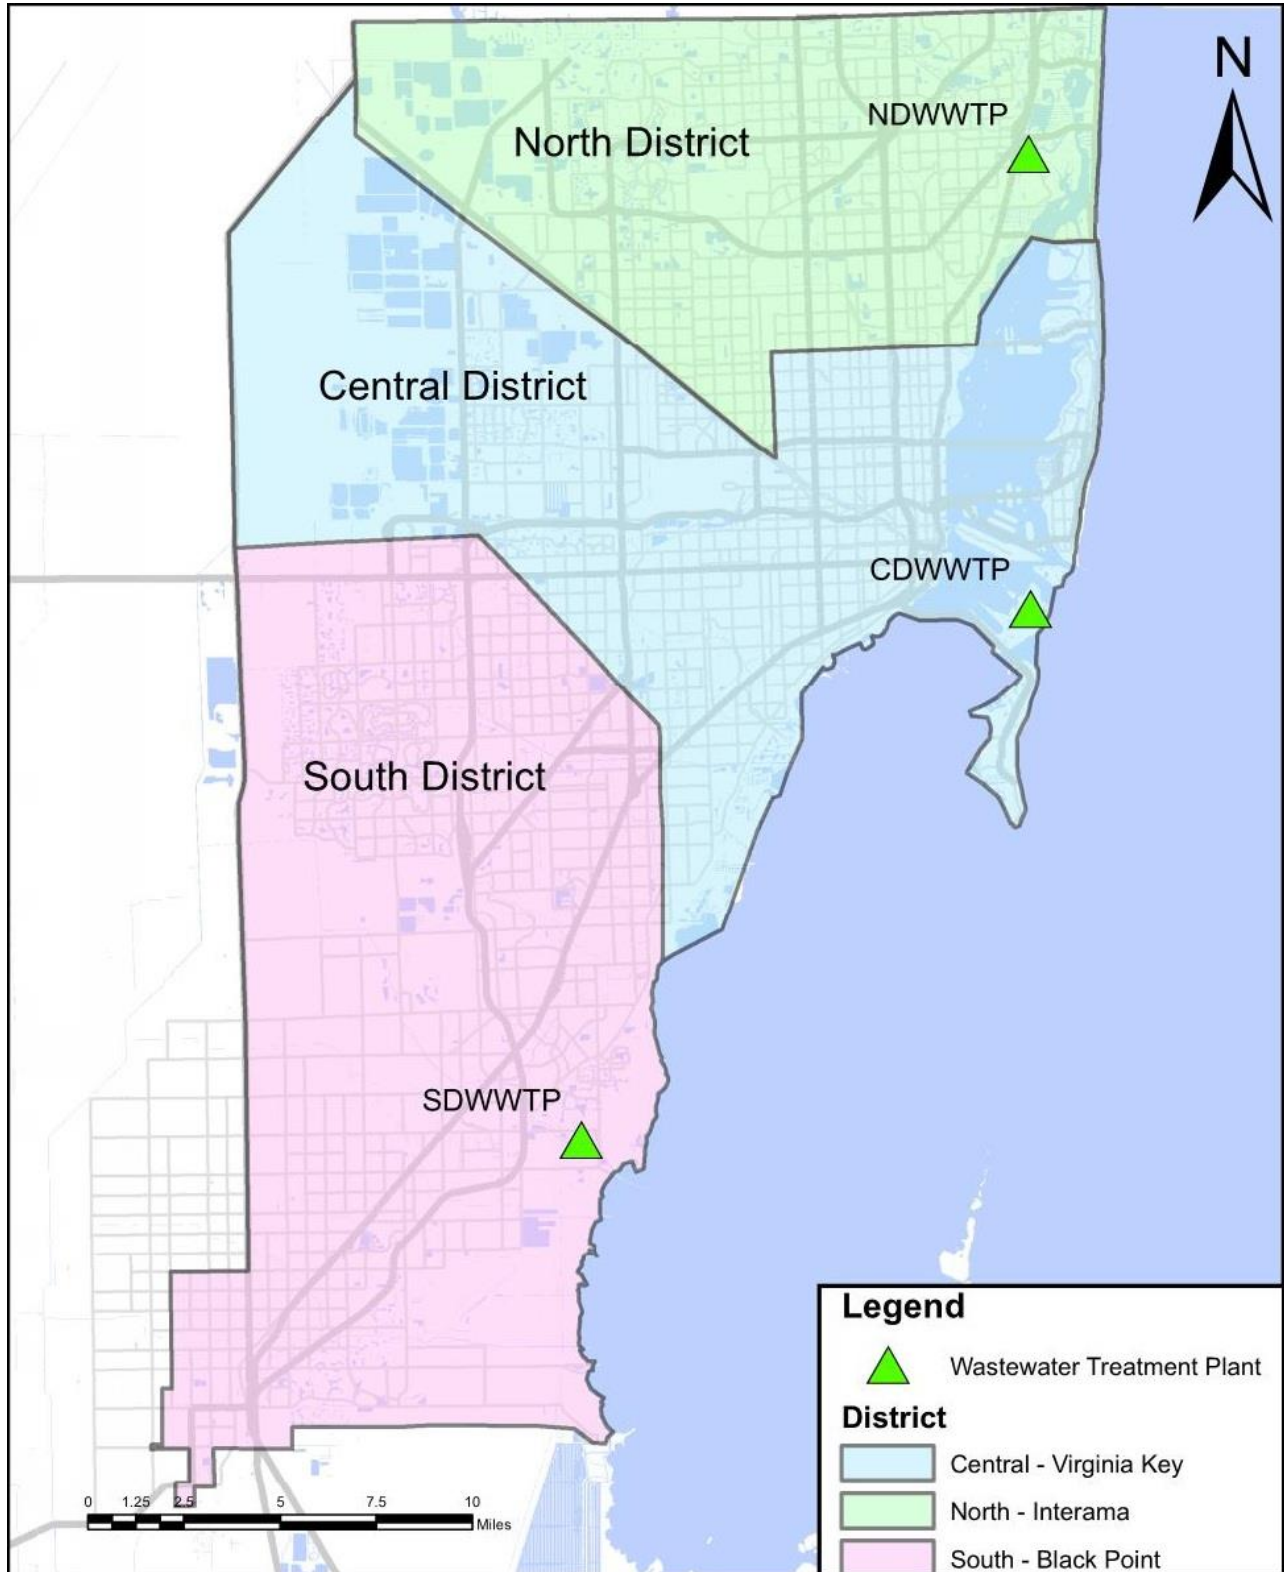 N
NDWWTP
North District
Central District
CDWWTP
South District
SDWWTP
Legend
Wastewater Treatment Plant
District
Central - Virginia Key
North - Interama
South - Black Point
0 1.25 2.5 5 7.5 10
Miles